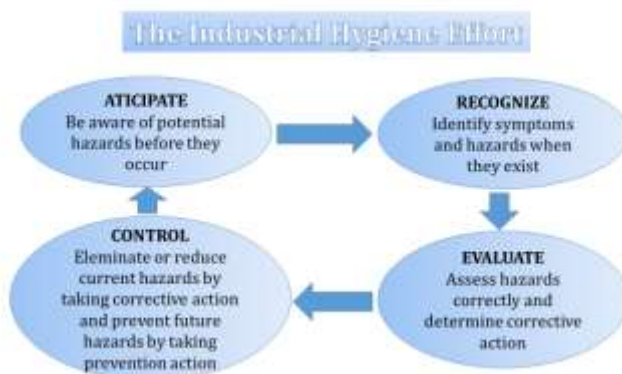 The Industrial Hygiene Effort
ATICIPATE
Be aware of potential
hazards before they
occur
RECOGNIZE
Identify symptoms
and hazards when
they exist
EVALUATE
Assess hazards
correctly and
determine corrective
action
CONTROL
Eleminate or reduce
current hazards by
taking corrective action
and prevent future
hazards by taking
prevention action